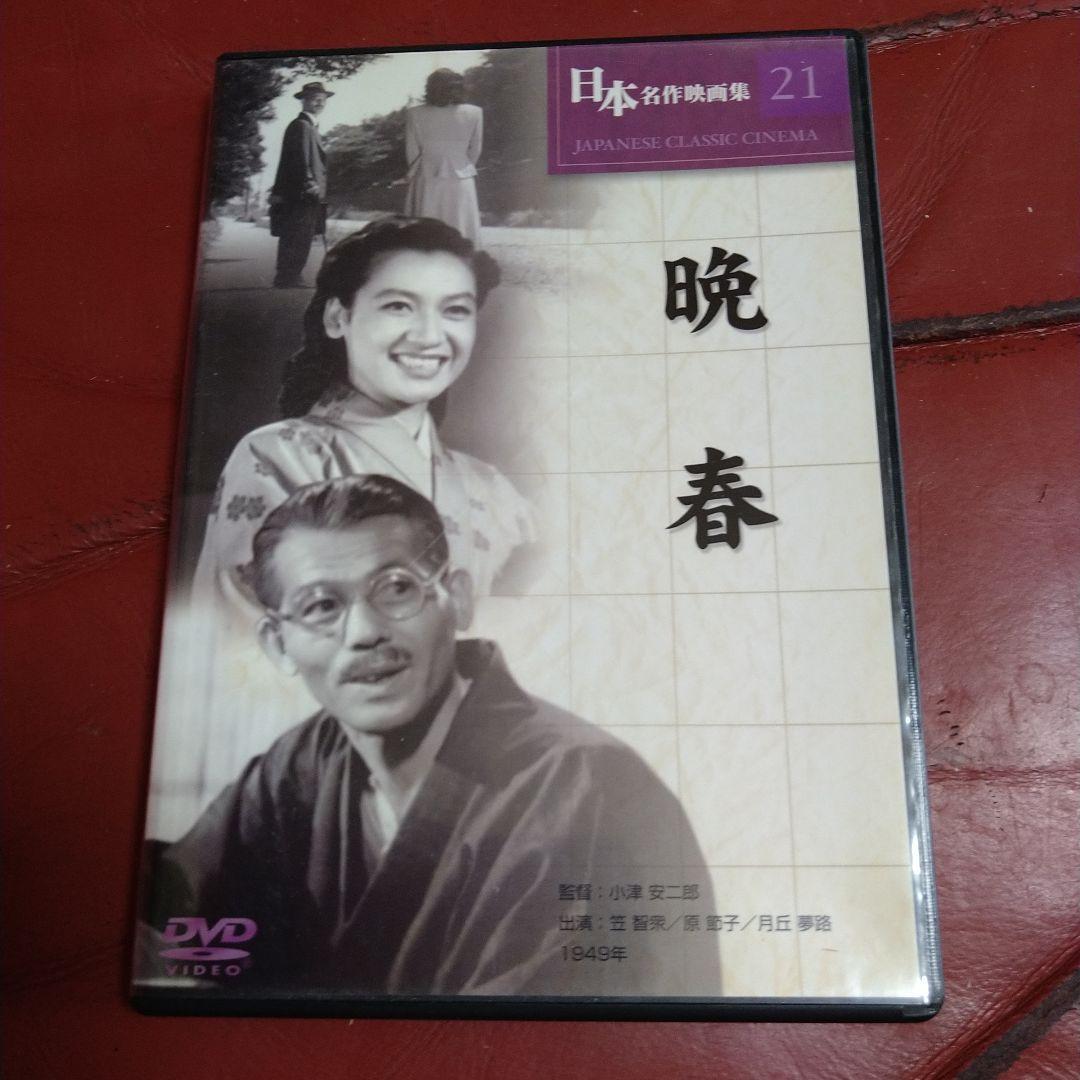 日本名作映画集 21
JAPANESE CLASSIC CINEMA
晩春
監督：小津 安二郎
出演：笠 智衆／原 節子／月丘 夢路
1949年
DVD
VIDEO